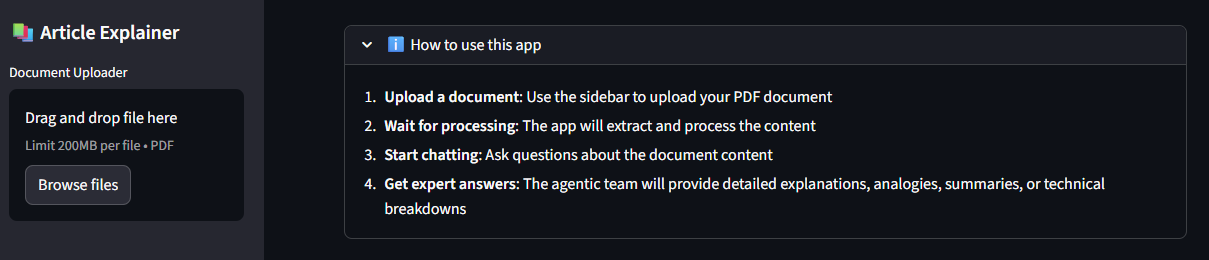 Article Explainer
Document Uploader
Drag and drop file here
Limit 200MB per file • PDF
Browse files
How to use this app
1. Upload a document: Use the sidebar to upload your PDF document
2. Wait for processing: The app will extract and process the content
3. Start chatting: Ask questions about the document content
4. Get expert answers: The agentic team will provide detailed explanations, analogies, summaries, or technical
breakdowns